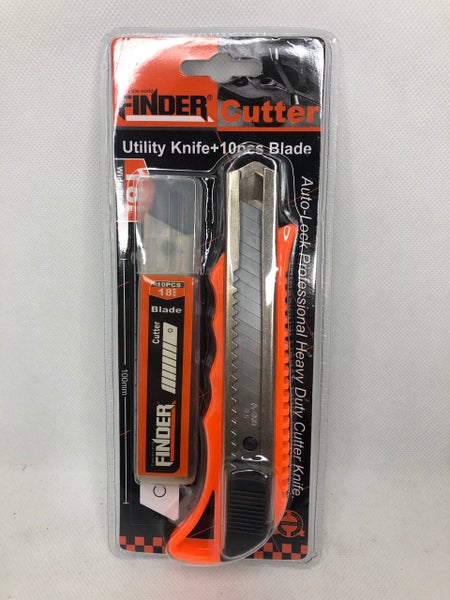 FINDER®
Cutter
Utility Knife+10pcs Blade
18
Auto-Lock Professional Heavy Duty Cutter Knife.
100mm
10PCS
18
Blade
Cutter
FINDER